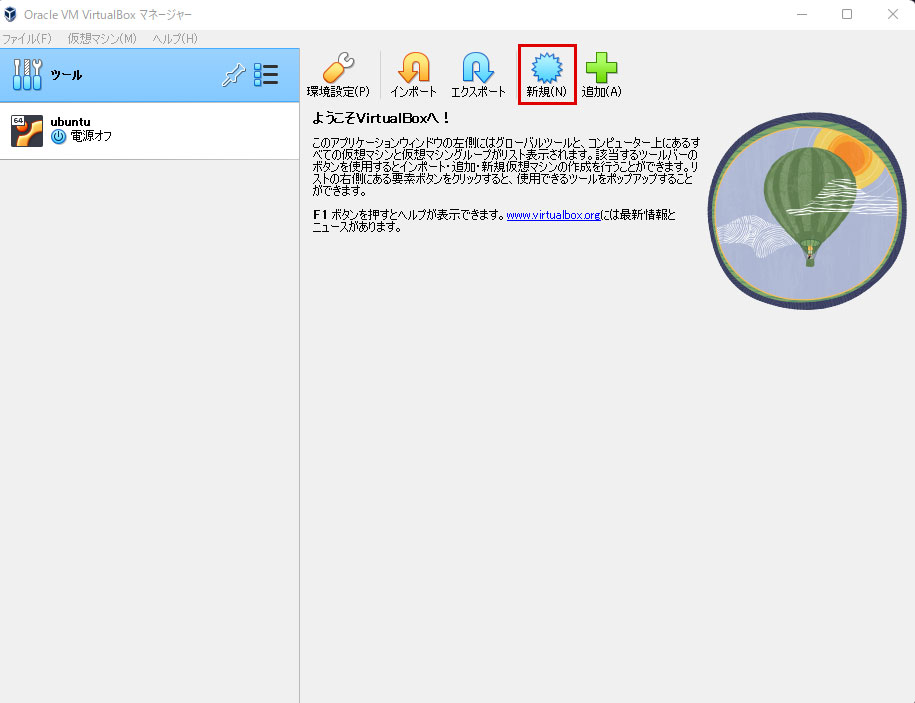 Oracle VM VirtualBox マネージャー
ファイル(F) 仮想マシン(M) ヘルプ(H)
ツール
環境設定(P) インポート エクスポート 新規(N) 追加(A)
64
ubuntu
電源オフ
ようこそVirtualBoxへ！
このアプリケーションウィンドウの左側にはグローバルツールと、コンピューター上にあるす
べての仮想マシンと仮想マシングループがリスト表示されます。該当するツールバーの
ボタンを使用するとインポート・追加・新規仮想マシンの作成を行うことができます。リ
ストの右側にある要素ボタンをクリックすると、使用できるツールをポップアップすること
ができます。
F1 ボタンを押すとヘルプが表示できます。www.virtualbox.orgには最新情報と
ニュースがあります。